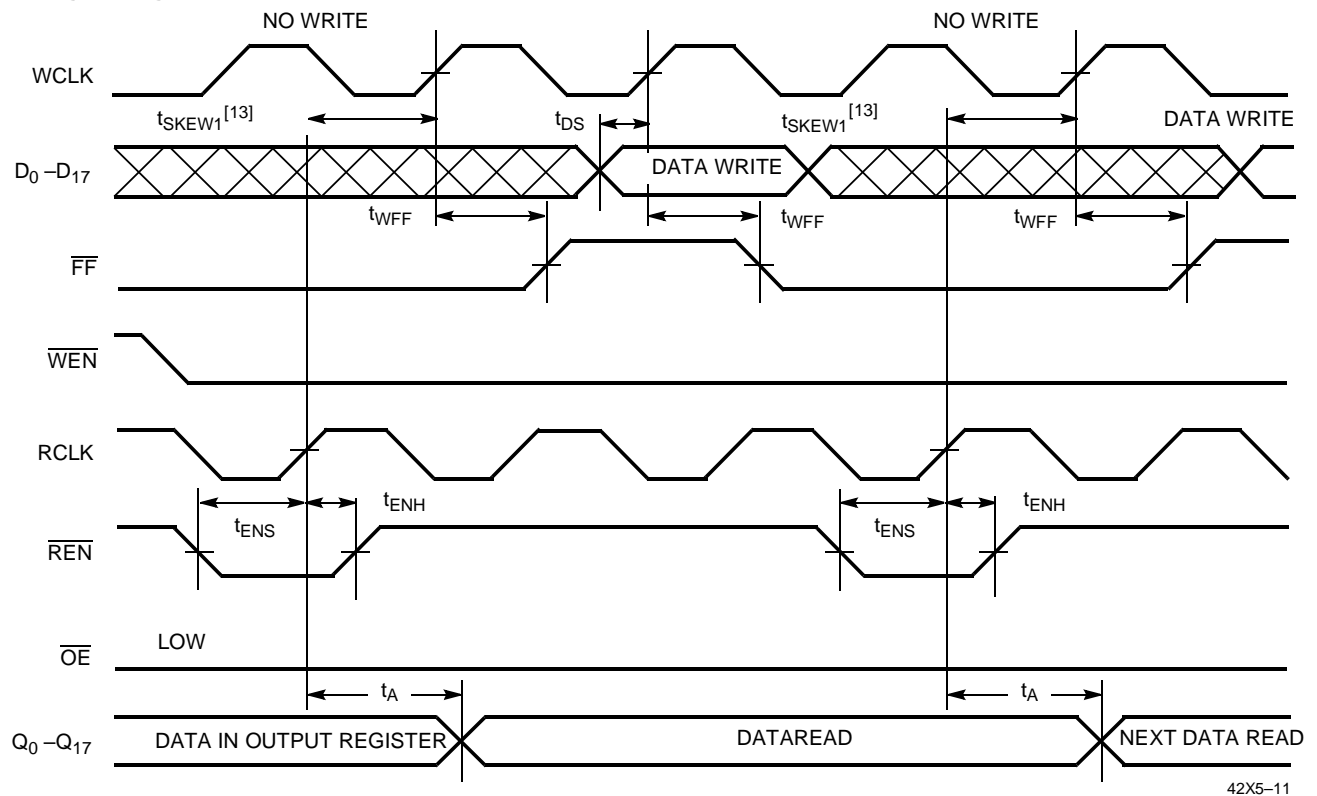 NO WRITE NO WRITE
WCLK
tSKEW1[13] tDS tSKEW1[13] DATA WRITE
D0 –D17 DATA WRITE
tWFF tWFF tWFF
FF
WEN
RCLK
tENS tENH tENS tENH
REN
LOW
OE
tA tA
Q0 –Q17 DATA IN OUTPUT REGISTER DATAREAD NEXT DATA READ
42X5–11